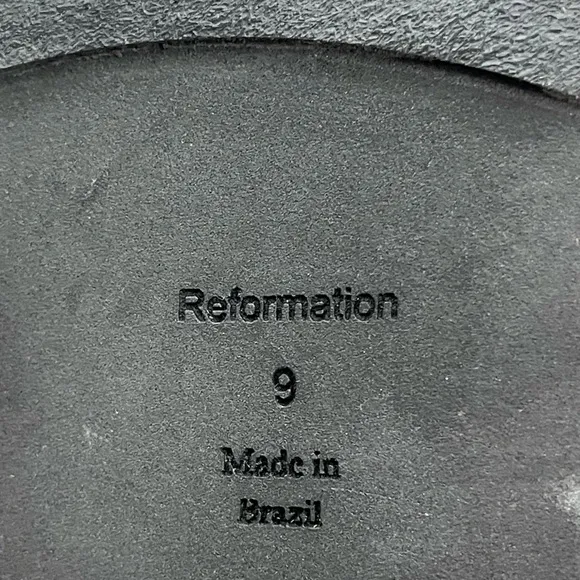 Reformation
9
Made in
Brazil